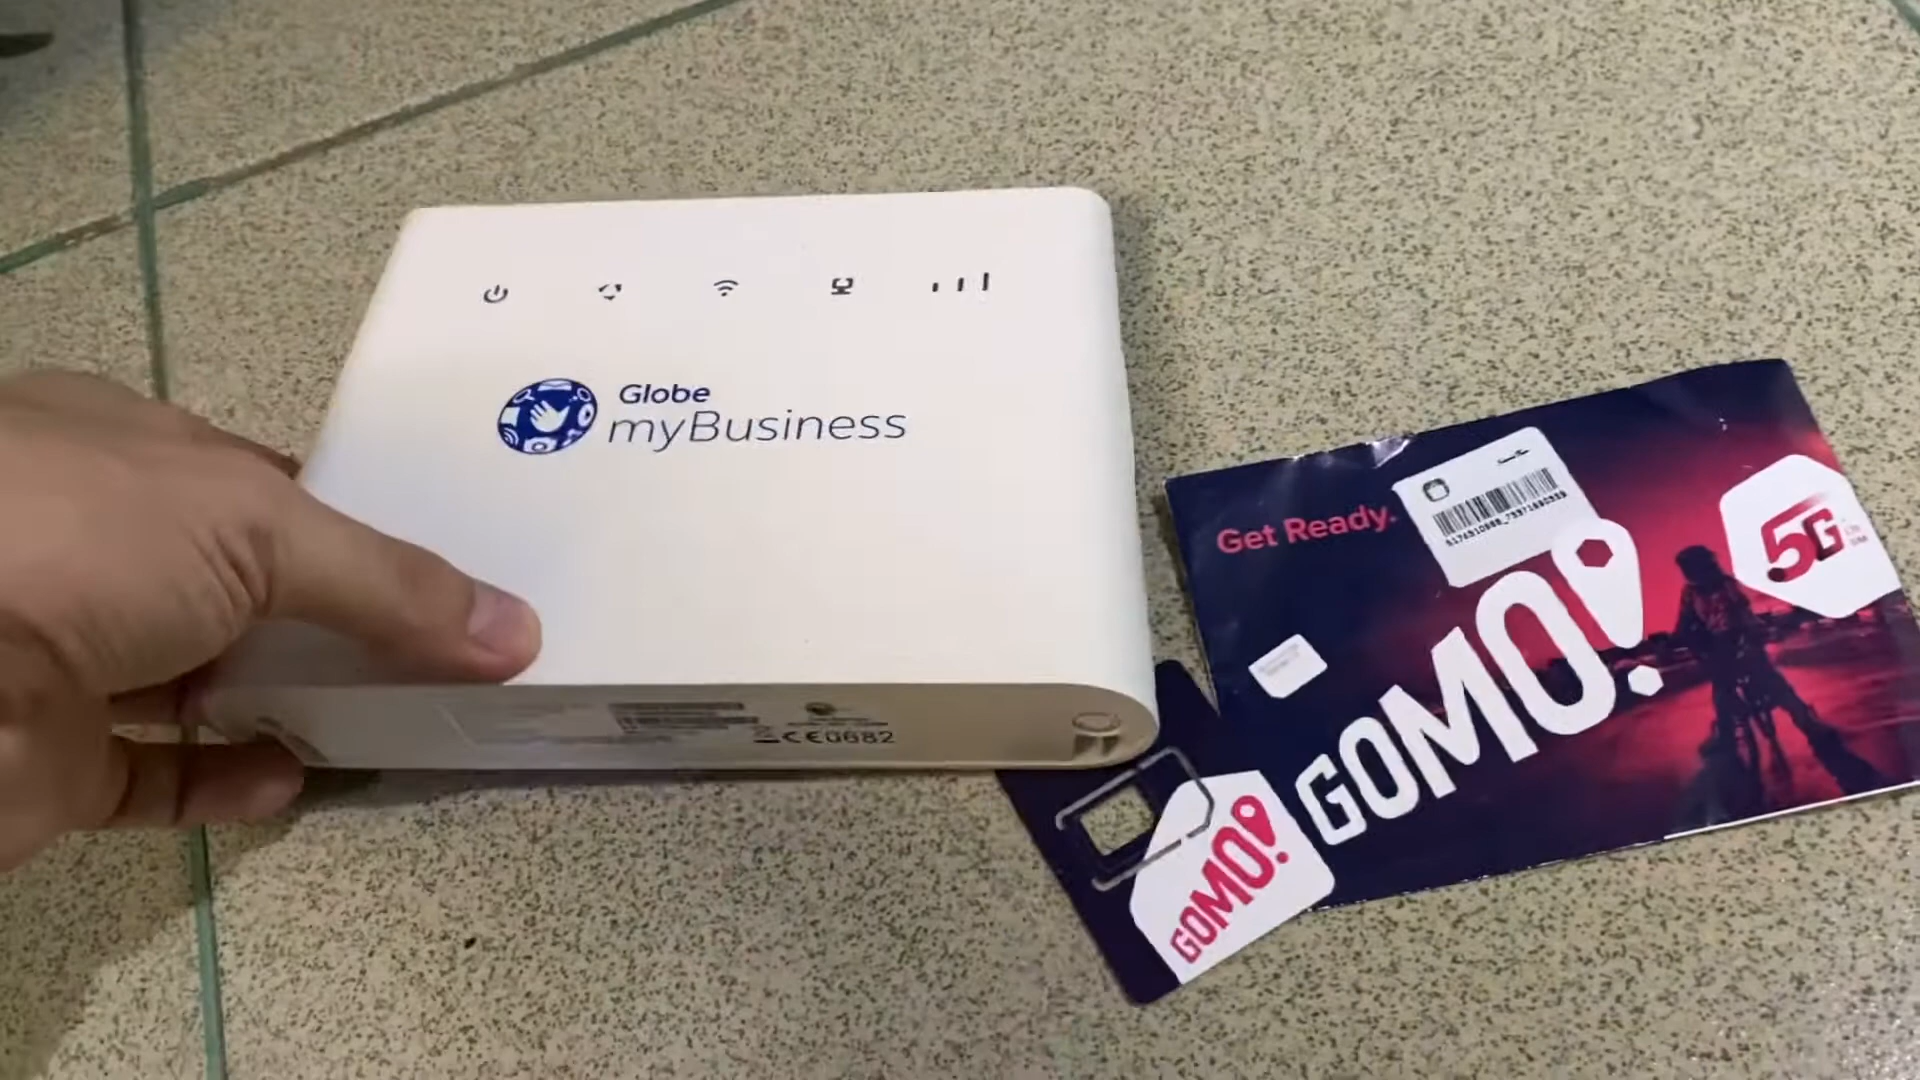 Globe
myBusiness
CE0682
Get Ready.
5G
GOMO!
GOMO!